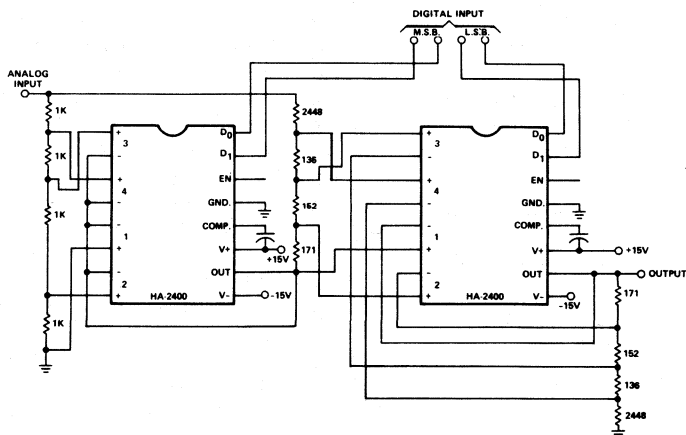 DIGITAL INPUT
M.S.B. L.S.B.
ANALOG
INPUT
1K
1K
1K
1K
+
3
-
+
4
-
-
1
+
-
2
+
D0
D1
EN
GND.
COMP.
V+
OUT
V-
HA-2400
+15V
-15V
2448
136
152
171
+
3
-
+
4
-
-
1
+
-
2
+
D0
D1
EN
GND.
COMP.
V+
OUT
V-
HA-2400
+15V
-15V
OUTPUT
171
152
136
2448